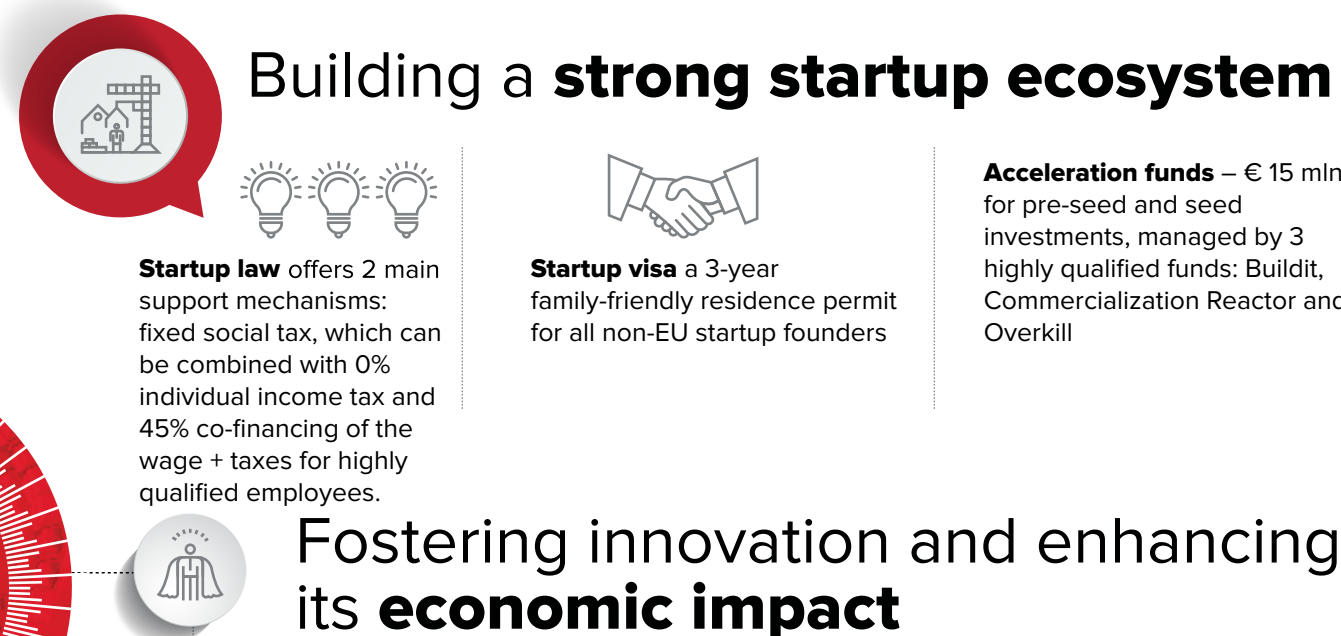 Building a strong startup ecosystem
Startup law offers 2 main
support mechanisms:
fixed social tax, which can
be combined with 0%
individual income tax and
45% co-financing of the
wage + taxes for highly
qualified employees.
Startup visa a 3-year
family-friendly residence permit
for all non-EU startup founders
Acceleration funds – € 15 mln
for pre-seed and seed
investments, managed by 3
highly qualified funds: Buildit,
Commercialization Reactor and
Overkill
Fostering innovation and enhancing
its economic impact